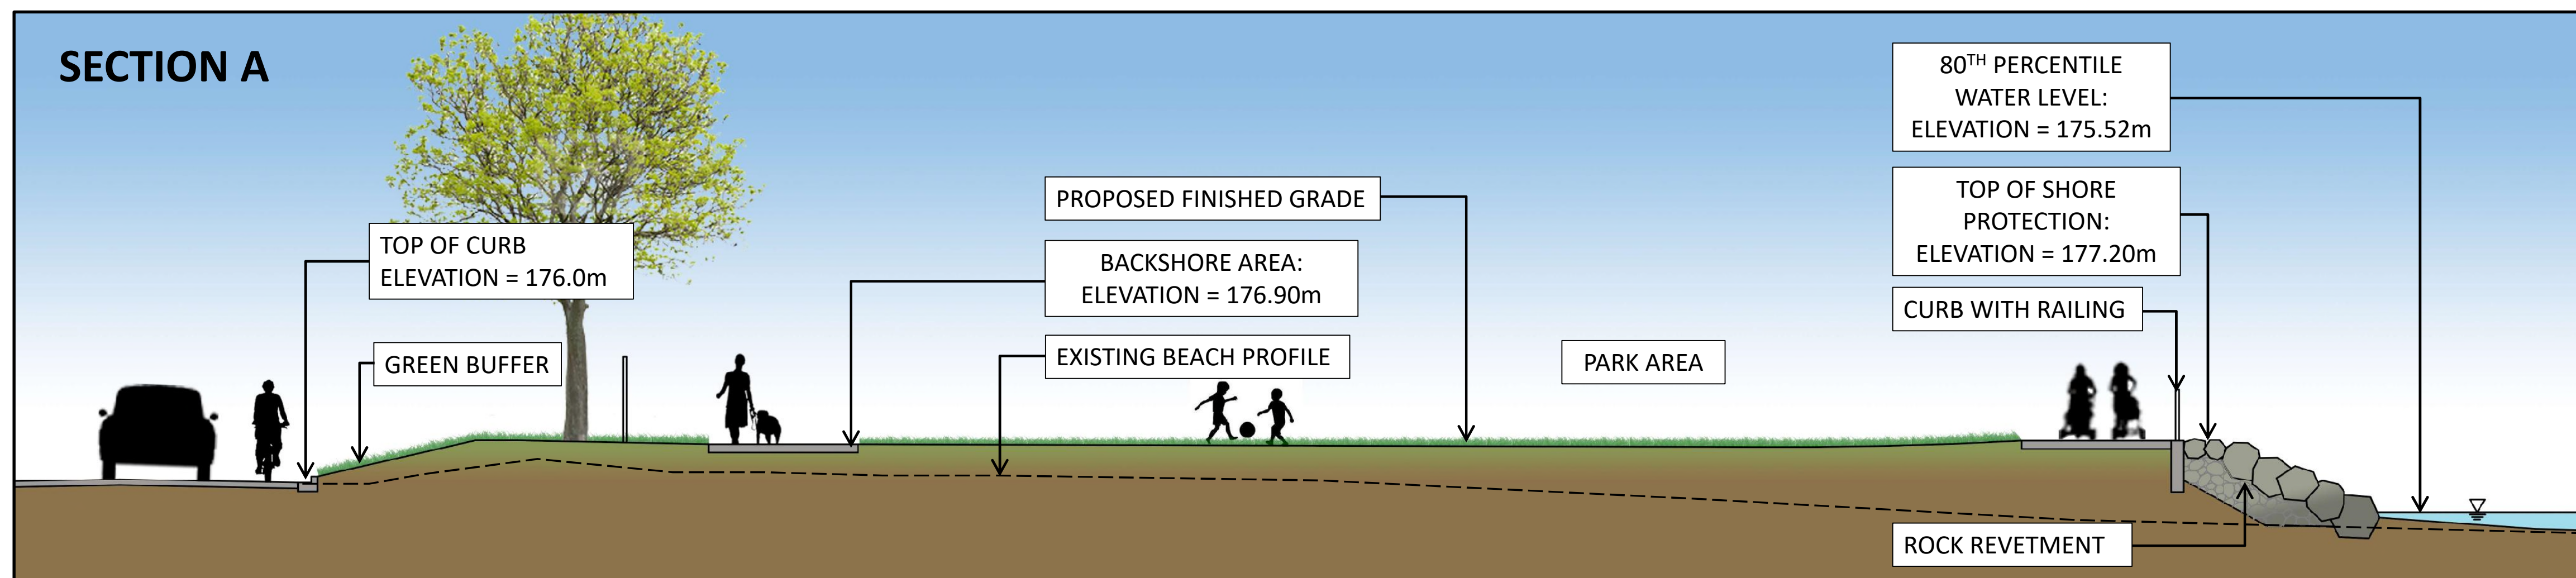 SECTION A
TOP OF CURB
ELEVATION = 176.0m
GREEN BUFFER
PROPOSED FINISHED GRADE
BACKSHORE AREA:
ELEVATION = 176.90m
EXISTING BEACH PROFILE
PARK AREA
80TH PERCENTILE
WATER LEVEL:
ELEVATION = 175.52m
TOP OF SHORE
PROTECTION:
ELEVATION = 177.20m
CURB WITH RAILING
ROCK REVETMENT